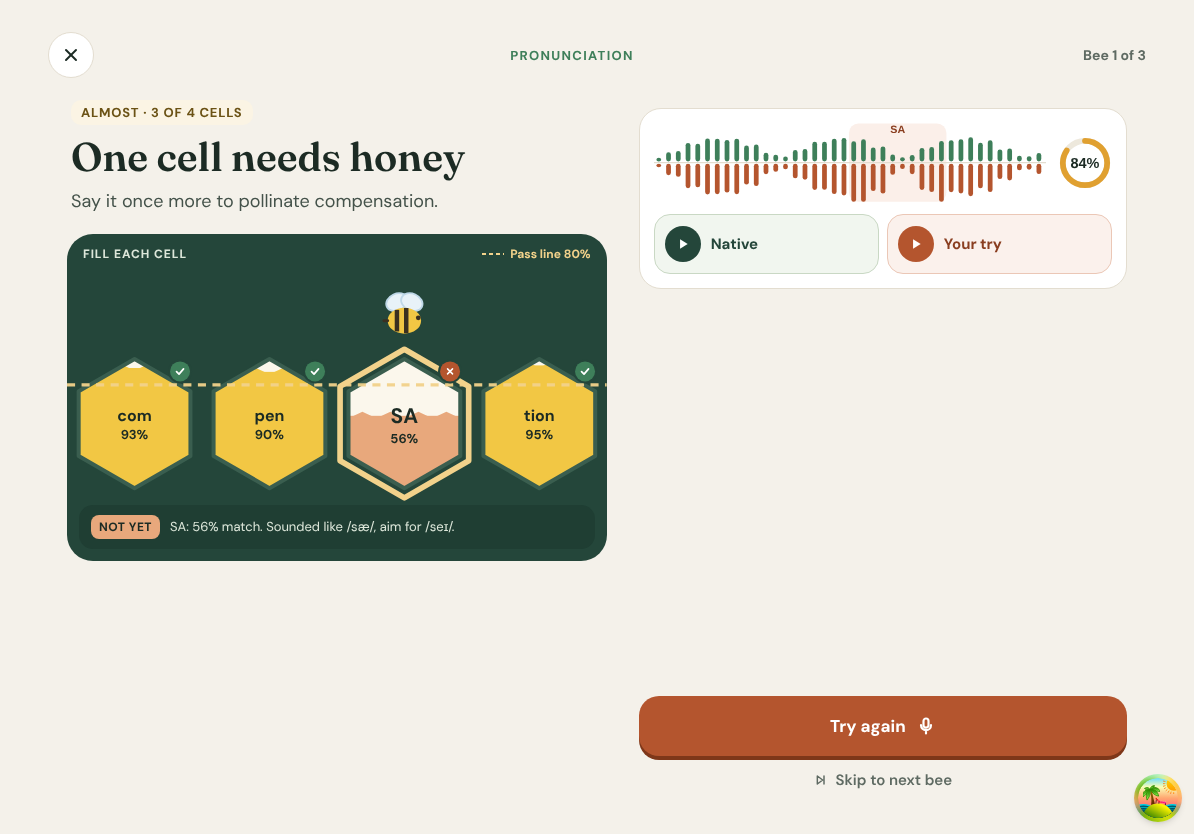 PRONUNCIATION
Bee 1 of 3
ALMOST · 3 OF 4 CELLS
One cell needs honey
Say it once more to pollinate compensation.
FILL EACH CELL
Pass line 80%
com
93%
pen
90%
SA
56%
tion
95%
NOT YET
SA: 56% match. Sounded like /sæ/, aim for /seɪ/.
SA
84%
Native
Your try
Try again
Skip to next bee